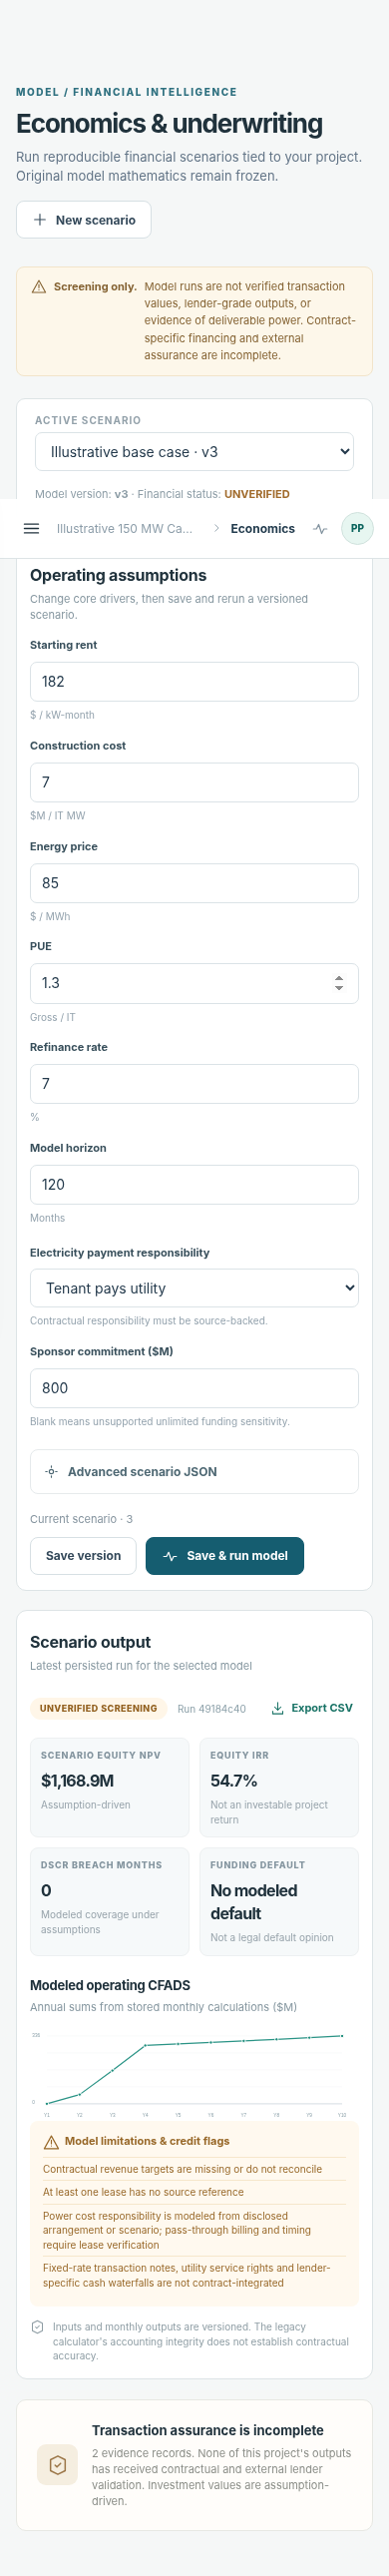 MODEL / FINANCIAL INTELLIGENCE
Economics & underwriting
Run reproducible financial scenarios tied to your project.
Original model mathematics remain frozen.
New scenario
Screening only. Model runs are not verified transaction
values, lender-grade outputs, or
evidence of deliverable power. Contract-
specific financing and external
assurance are incomplete.
ACTIVE SCENARIO
Illustrative base case · v3
Model version: v3 · Financial status: UNVERIFIED
Illustrative 150 MW Ca... > Economics PP
Operating assumptions
Change core drivers, then save and rerun a versioned
scenario.
Starting rent
182
$ / kW-month
Construction cost
7
$M / IT MW
Energy price
85
$ / MWh
PUE
1.3
Gross / IT
Refinance rate
7
%
Model horizon
120
Months
Electricity payment responsibility
Tenant pays utility
Contractual responsibility must be source-backed.
Sponsor commitment ($M)
800
Blank means unsupported unlimited funding sensitivity.
Advanced scenario JSON
Current scenario · 3
Save version Save & run model
Scenario output
Latest persisted run for the selected model
UNVERIFIED SCREENING Run 49184c40 Export CSV
SCENARIO EQUITY NPV
$1,168.9M
Assumption-driven
EQUITY IRR
54.7%
Not an investable project
return
DSCR BREACH MONTHS
0
Modeled coverage under
assumptions
FUNDING DEFAULT
No modeled
default
Not a legal default opinion
Modeled operating CFADS
Annual sums from stored monthly calculations ($M)
0
Y1 Y2 Y3 Y4 Y5 Y6 Y7 Y8 Y9 Y10
Model limitations & credit flags
Contractual revenue targets are missing or do not reconcile
At least one lease has no source reference
Power cost responsibility is modeled from disclosed
arrangement or scenario; pass-through billing and timing
require lease verification
Fixed-rate transaction notes, utility service rights and lender-
specific cash waterfalls are not contract-integrated
Inputs and monthly outputs are versioned. The legacy
calculator's accounting integrity does not establish contractual
accuracy.
Transaction assurance is incomplete
2 evidence records. None of this project's outputs
has received contractual and external lender
validation. Investment values are assumption-
driven.